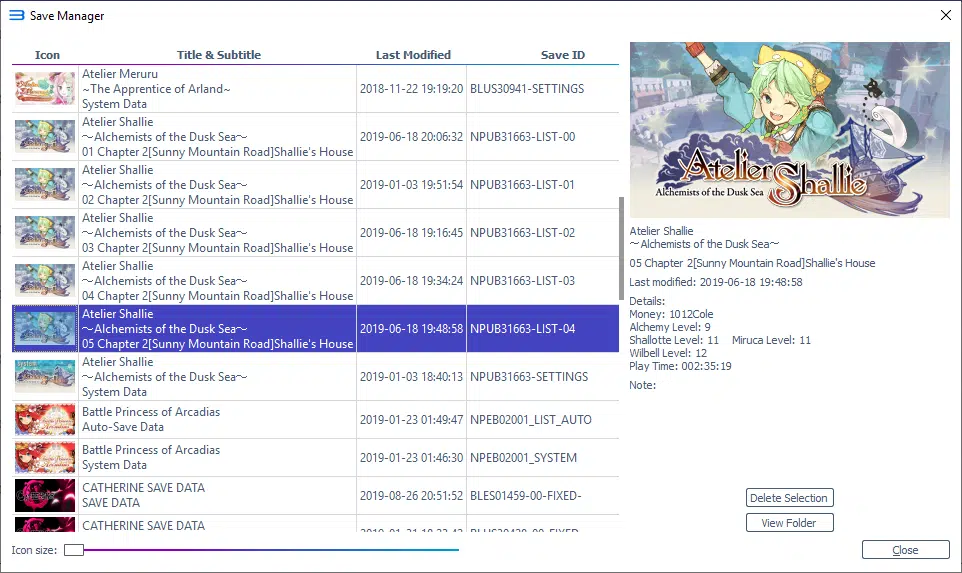 Save Manager
Icon Title & Subtitle Last Modified Save ID
Atelier Meruru
~The Apprentice of Arland~
System Data
2018-11-22 19:19:20 BLUS30941-SETTINGS
Atelier Shallie
～Alchemists of the Dusk Sea～
01 Chapter 2[Sunny Mountain Road]Shallie's House
2019-06-18 20:06:32 NPUB31663-LIST-00
Atelier Shallie
～Alchemists of the Dusk Sea～
02 Chapter 2[Sunny Mountain Road]Shallie's House
2019-01-03 19:51:54 NPUB31663-LIST-01
Atelier Shallie
～Alchemists of the Dusk Sea～
03 Chapter 2[Sunny Mountain Road]Shallie's House
2019-06-18 19:16:45 NPUB31663-LIST-02
Atelier Shallie
～Alchemists of the Dusk Sea～
04 Chapter 2[Sunny Mountain Road]Shallie's House
2019-06-18 19:34:24 NPUB31663-LIST-03
Atelier Shallie
～Alchemists of the Dusk Sea～
05 Chapter 2[Sunny Mountain Road]Shallie's House
2019-06-18 19:48:58 NPUB31663-LIST-04
Atelier Shallie
～Alchemists of the Dusk Sea～
System Data
2019-01-03 18:40:13 NPUB31663-SETTINGS
Battle Princess of Arcadias
Auto-Save Data
2019-01-23 01:49:47 NPEB02001_LIST_AUTO
Battle Princess of Arcadias
System Data
2019-01-23 01:46:30 NPEB02001_SYSTEM
CATHERINE SAVE DATA
SAVE DATA
2019-08-26 20:51:52 BLES01459-00-FIXED-
CATHERINE SAVE DATA
Icon size:
Atelier Shallie
Alchemists of the Dusk Sea
Atelier Shallie
～Alchemists of the Dusk Sea～
05 Chapter 2[Sunny Mountain Road]Shallie's House
Last modified: 2019-06-18 19:48:58
Details:
Money: 1012Cole
Alchemy Level: 9
Shallotte Level: 11 Miruca Level: 11
Wilbell Level: 12
Play Time: 002:35:19
Note:
Delete Selection
View Folder
Close